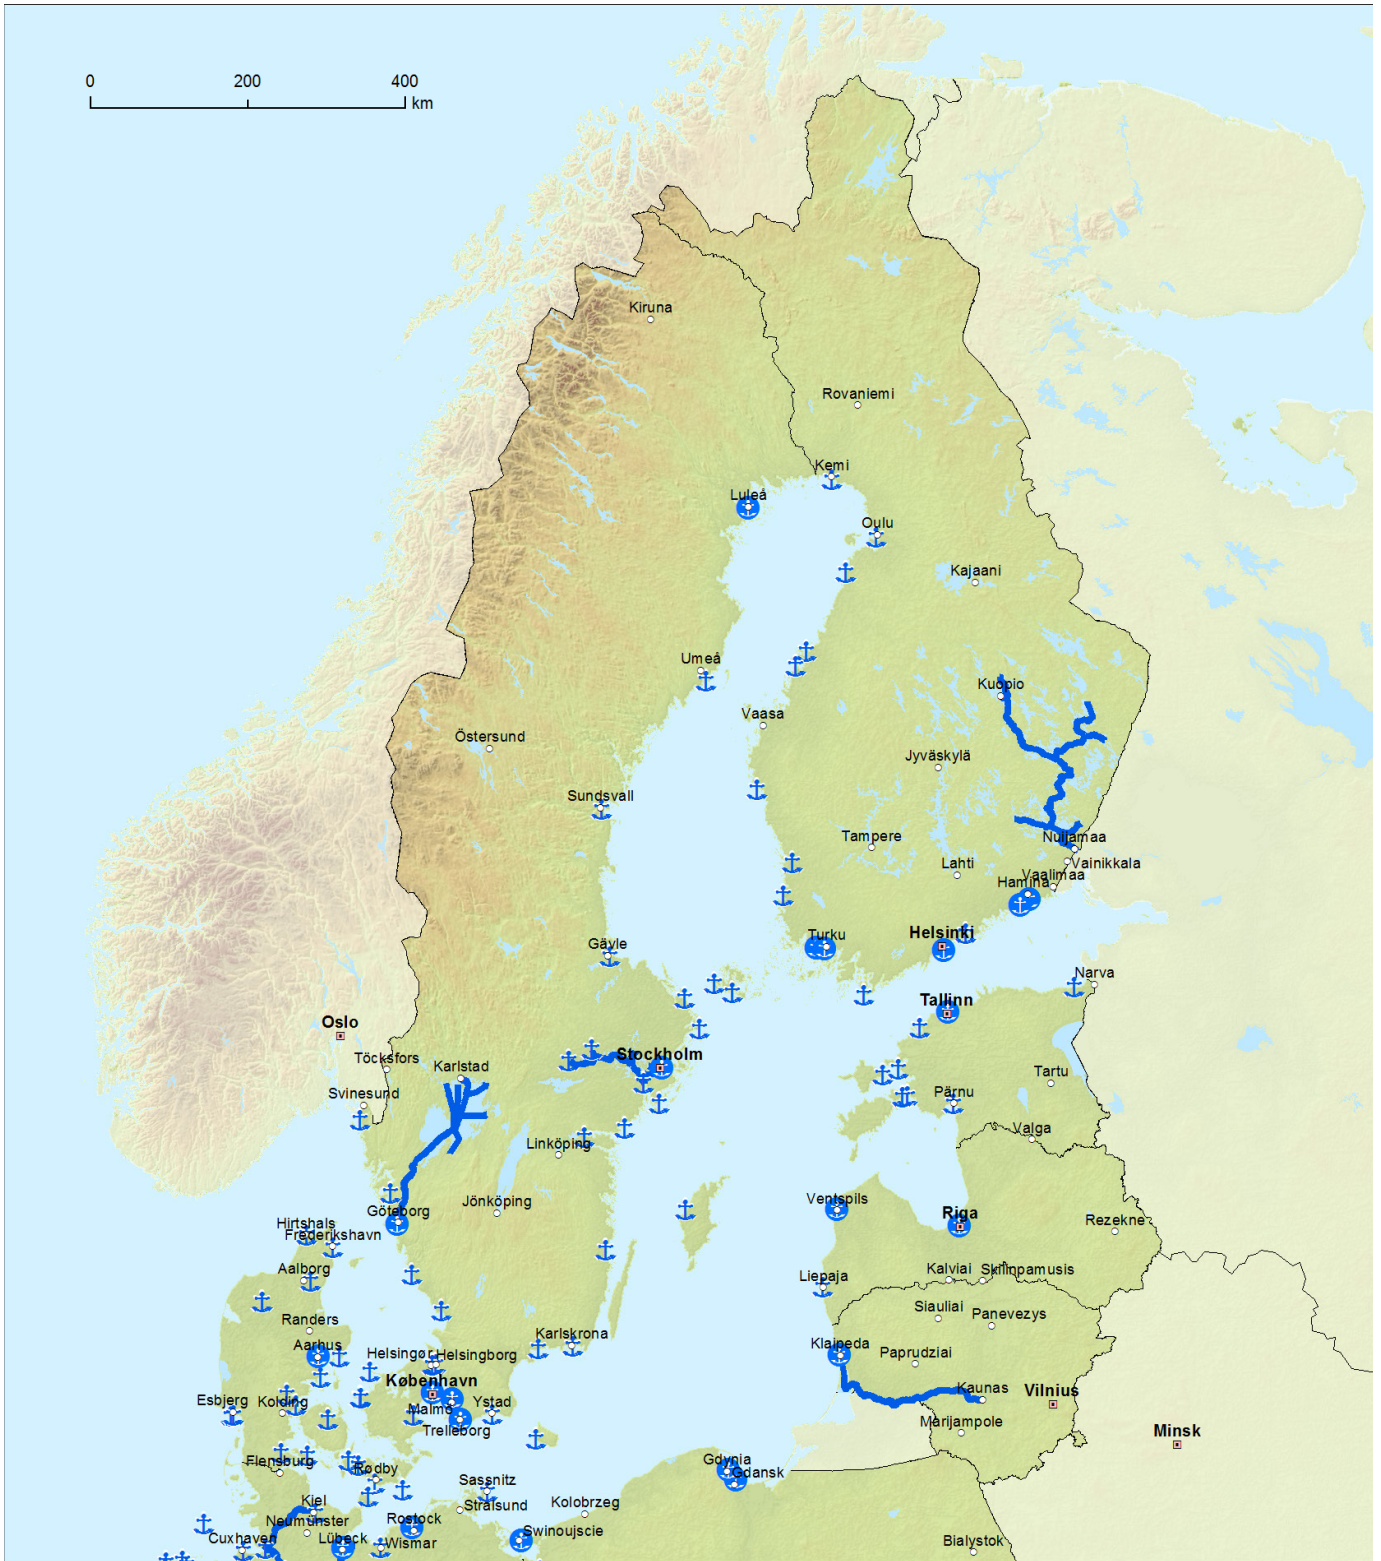 0 200 400
km
Kiruna
Rovaniemi
Kemi
Luleå
Oulu
Kajaani
Umeå
Kuopio
Vaasa
Östersund
Jyväskylä
Sundsvall
Tampere
Nuijamaa
Lahti
Vainikkala
Vaalimaa
Hamina
Turku
Helsinki
Gävle
Narva
Tallinn
Oslo
Töcksfors
Stockholm
Karlstad
Tartu
Svinesund
Pärnu
Valga
Linköping
Ventspils
Jönköping
Göteborg
Riga
Rezekne
Hirtshals
Frederikshavn
Aalborg
Liepaja
Kalviai
Skilinpamusis
Siauliai
Panevezys
Randers
Karlskrona
Aarhus
Klaipeda
Helsingør
Helsingborg
Paprudziai
København
Kaunas
Vilnius
Esbjerg
Kolding
Malmö
Ystad
Trelleborg
Marijampole
Minsk
Gdynia
Gdansk
Flensburg
Rødby
Sassnitz
Stralsund
Kolobrzeg
Kiel
Neumünster
Rostock
Swinoujscie
Cuxhaven
Lübeck
Wismar
Bialystok